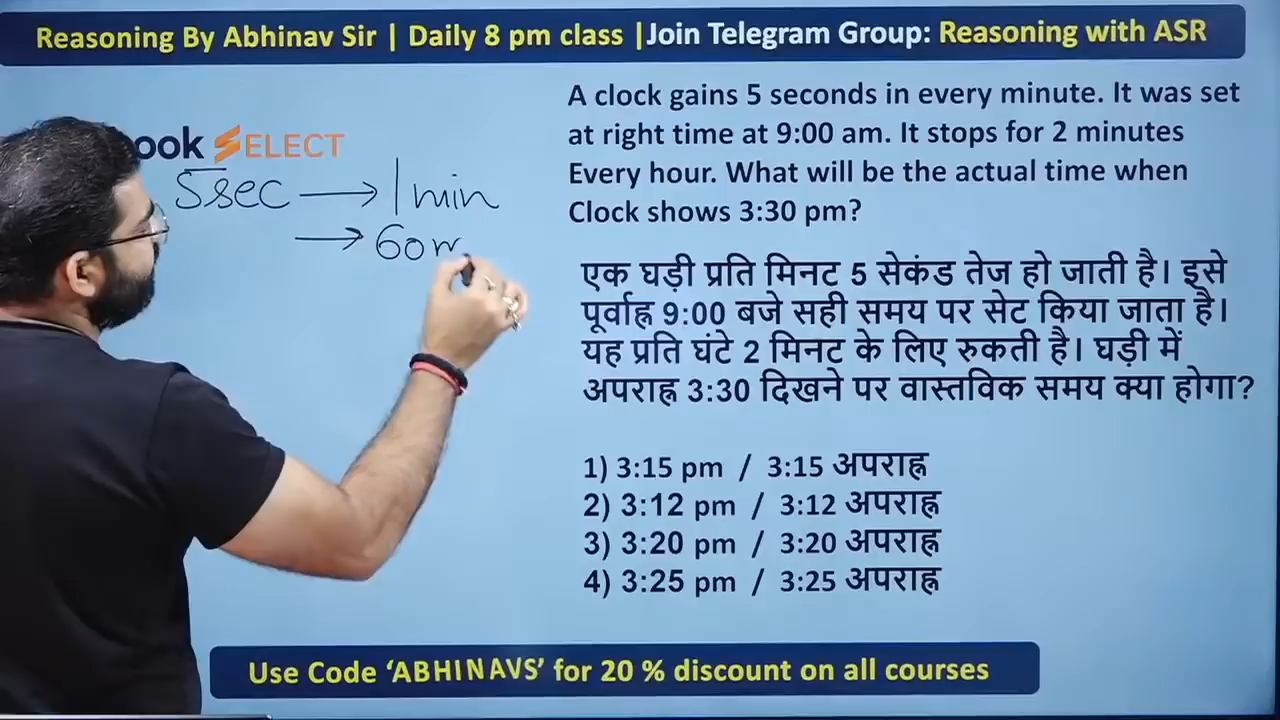 Reasoning By Abhinav Sir | Daily 8 pm class |Join Telegram Group: Reasoning with ASR
ook SELECT
5sec → 1 min
→ 60m
A clock gains 5 seconds in every minute. It was set
at right time at 9:00 am. It stops for 2 minutes
Every hour. What will be the actual time when
Clock shows 3:30 pm?
एक घड़ी प्रति मिनट 5 सेकंड तेज हो जाती है। इसे
पूर्वाह्न 9:00 बजे सही समय पर सेट किया जाता है।
यह प्रति घंटे 2 मिनट के लिए रुकती है। घड़ी में
अपराह्न 3:30 दिखने पर वास्तविक समय क्या होगा?
1) 3:15 pm / 3:15 अपराह्न
2) 3:12 pm / 3:12 अपराह्न
3) 3:20 pm / 3:20 अपराह्न
4) 3:25 pm / 3:25 अपराह्न
Use Code ‘ABHINAVS’ for 20 % discount on all courses